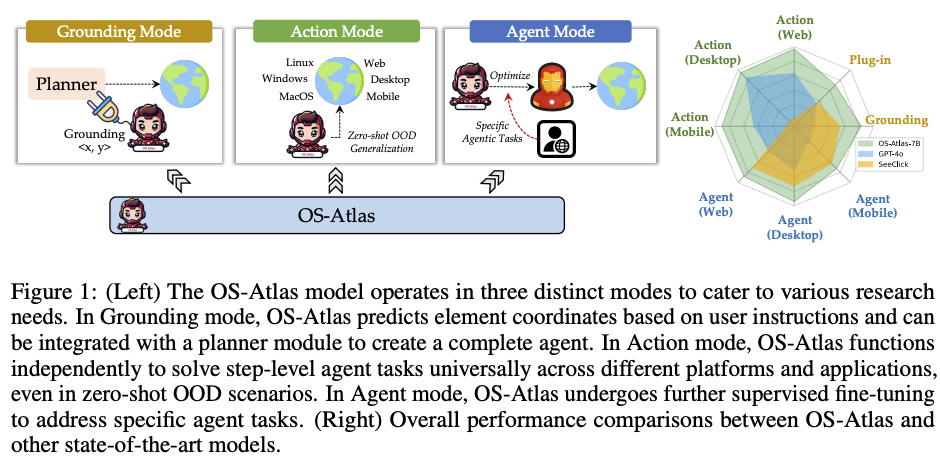 Grounding Mode
Planner
Grounding
<x, y>
Action Mode
Linux
Windows
MacOS
Web
Desktop
Mobile
Zero-shot OOD
Generalization
Agent Mode
Optimize
Specific
Agentic Tasks
OS-Atlas
Action
(Web)
Action
(Desktop)
Plug-in
Action
(Mobile)
Grounding
OS-Atlas-7B
GPT-4o
SeeClick
Agent
(Web)
Agent
(Mobile)
Agent
(Desktop)
Figure 1: (Left) The OS-Atlas model operates in three distinct modes to cater to various research
needs. In Grounding mode, OS-Atlas predicts element coordinates based on user instructions and can
be integrated with a planner module to create a complete agent. In Action mode, OS-Atlas functions
independently to solve step-level agent tasks universally across different platforms and applications,
even in zero-shot OOD scenarios. In Agent mode, OS-Atlas undergoes further supervised fine-tuning
to address specific agent tasks. (Right) Overall performance comparisons between OS-Atlas and
other state-of-the-art models.